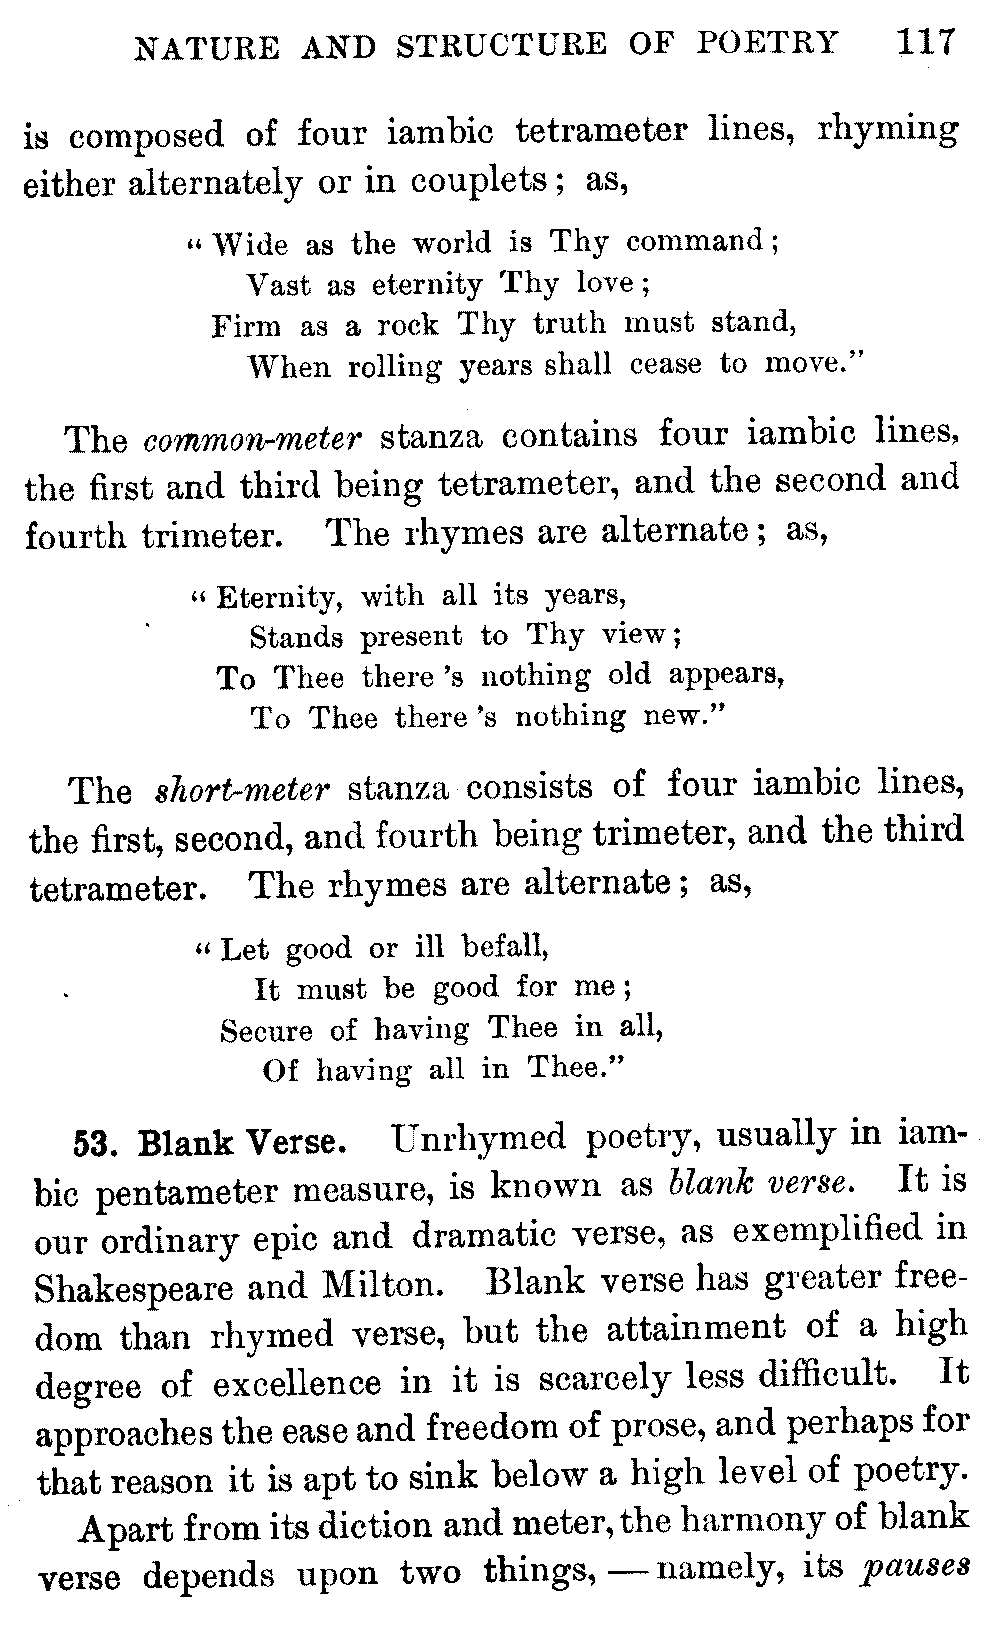 NATURE AND STRUCTURE OF POETRY 117
is composed of four iambic tetrameter lines, rhyming
either alternately or in couplets; as,
"Wide as the world is Thy command;
Vast as eternity Thy love;
Firm as a rock Thy truth must stand,
When rolling years shall cease to move."
The common-meter stanza contains four iambic lines,
the first and third being tetrameter, and the second and
fourth trimeter. The rhymes are alternate; as,
"Eternity, with all its years,
Stands present to Thy view;
To Thee there 's nothing old appears,
To Thee there 's nothing new."
The short-meter stanza consists of four iambic lines,
the first, second, and fourth being trimeter, and the third
tetrameter. The rhymes are alternate; as,
"Let good or ill befall,
It must be good for me;
Secure of having Thee in all,
Of having all in Thee."
53. Blank Verse. Unrhymed poetry, usually in iam-
bic pentameter measure, is known as blank verse. It is
our ordinary epic and dramatic verse, as exemplified in
Shakespeare and Milton. Blank verse has greater free-
dom than rhymed verse, but the attainment of a high
degree of excellence in it is scarcely less difficult. It
approaches the ease and freedom of prose, and perhaps for
that reason it is apt to sink below a high level of poetry.
Apart from its diction and meter, the harmony of blank
verse depends upon two things, — namely, its pauses